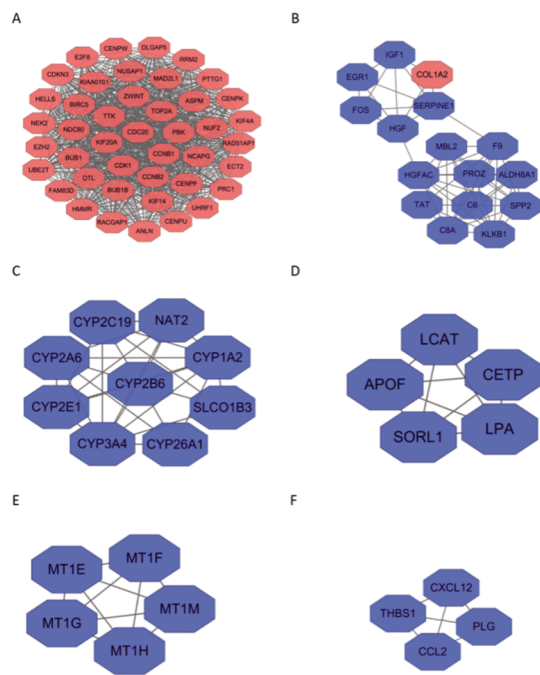 A
CENPW
DLGAP5
E2F8
RRM2
NUSAP1
MAD2L1
CDKN3
KIAA0101
PTTG1
ZWINT
ASPM
HELLS
BIRC5
TOP2A
CENPK
TTK
NEK2
NDC80
CDC20
PBK
NUF2
KIF4A
RAD51AP1
KIF20A
EZH2
BUB1
CCNB1
NCAPG
ECT2
CDK1
UBE2T
DTL
CCNB2
CENPF
PRC1
FAM83D
BUB1B
KIF14
HMMR
UHRF1
RACGAP1
CENPU
ANLN
B
IGF1
COL1A2
EGR1
FOS
SERPINE1
HGF
MBL2
F9
HGFAC
PROZ
ALDH8A1
TAT
C6
SPP2
C8A
KLKB1
C
CYP2C19
NAT2
CYP2A6
CYP1A2
CYP2B6
CYP2E1
SLCO1B3
CYP3A4
CYP26A1
D
LCAT
APOF
CETP
SORL1
LPA
E
MT1F
MT1E
MT1M
MT1G
MT1H
F
CXCL12
THBS1
PLG
CCL2